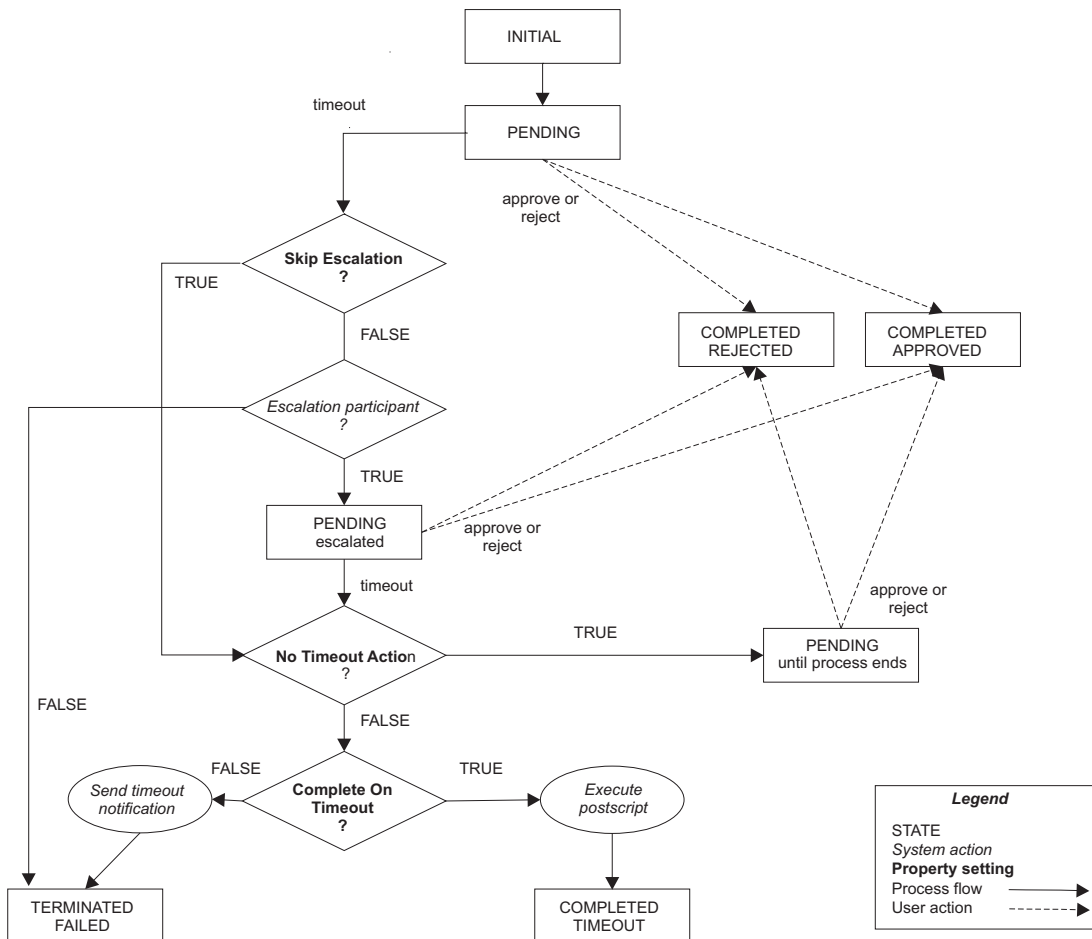 INITIAL
timeout
PENDING
approve or
reject
Skip Escalation
?
TRUE
FALSE
COMPLETED
REJECTED
COMPLETED
APPROVED
Escalation participant
?
TRUE
PENDING
escalated
approve or
reject
timeout
approve or
reject
TRUE
No Timeout Action
?
PENDING
until process ends
FALSE
FALSE
FALSE
TRUE
Send timeout
notification
Complete On
Timeout
?
Execute
postscript
TERMINATED
FAILED
COMPLETED
TIMEOUT
Legend
STATE
System action
Property setting
Process flow
User action